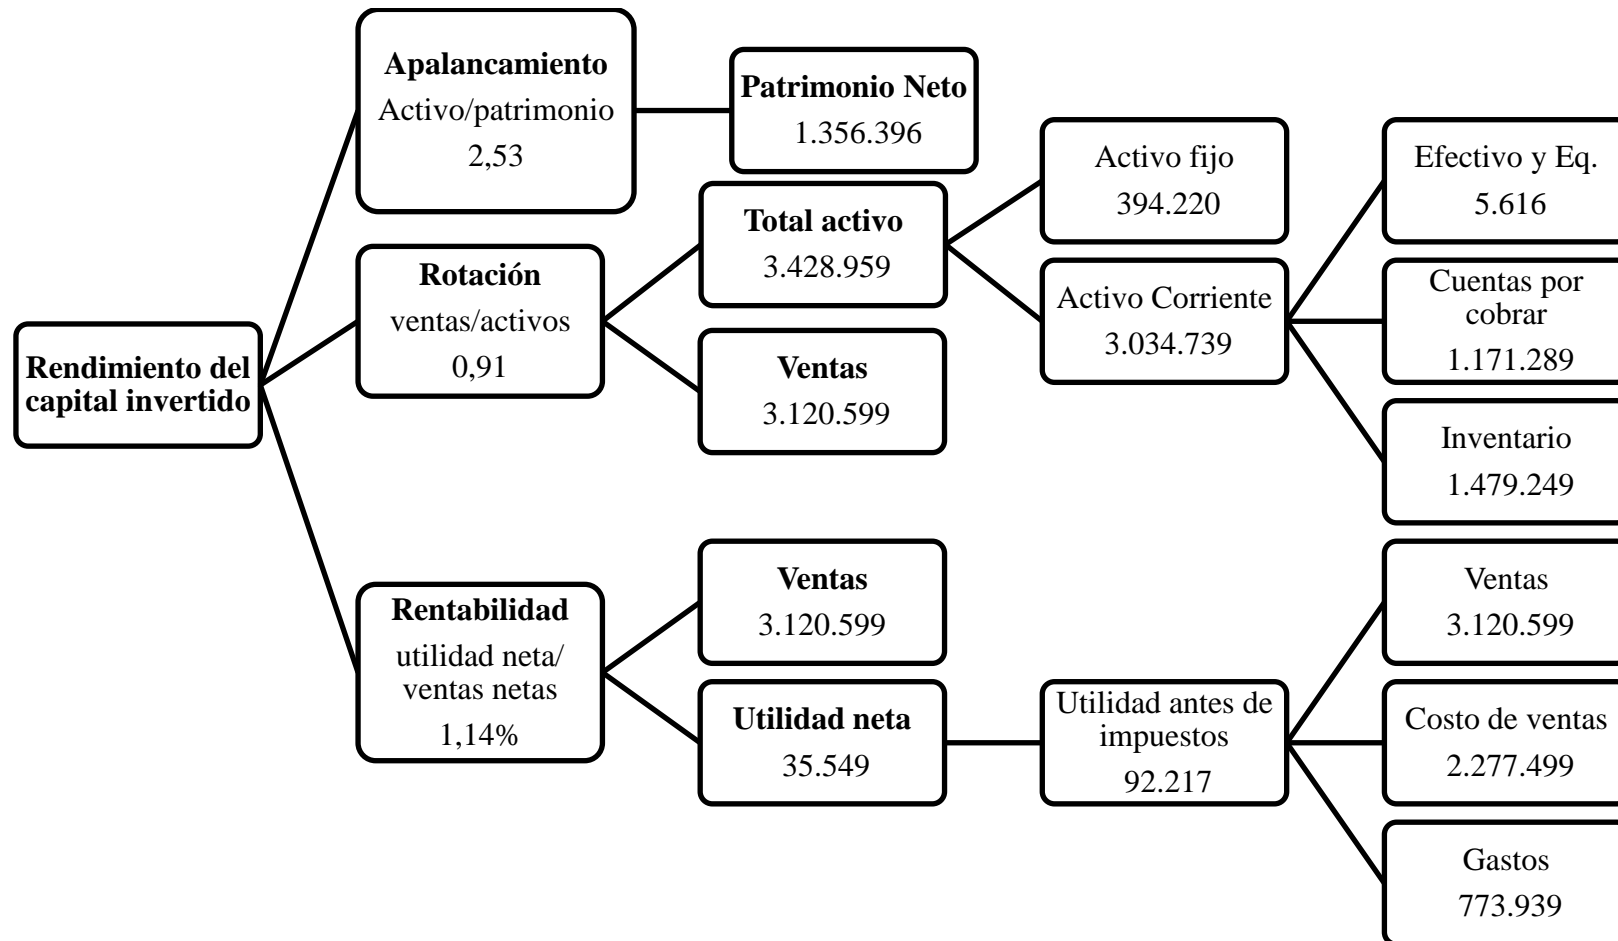 Rendimiento del
capital invertido
Apalancamiento
Activo/patrimonio
2,53
Patrimonio Neto
1.356.396
Rotación
ventas/activos
0,91
Total activo
3.428.959
Activo fijo
394.220
Activo Corriente
3.034.739
Efectivo y Eq.
5.616
Cuentas por
cobrar
1.171.289
Inventario
1.479.249
Ventas
3.120.599
Rentabilidad
utilidad neta/
ventas netas
1,14%
Ventas
3.120.599
Utilidad neta
35.549
Utilidad antes de
impuestos
92.217
Ventas
3.120.599
Costo de ventas
2.277.499
Gastos
773.939